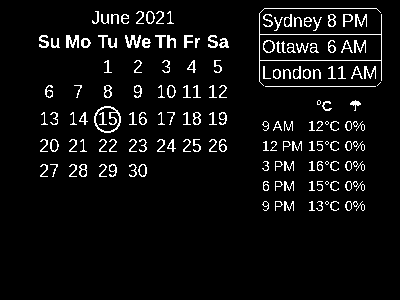 June 2021
Su Mo Tu We Th Fr Sa
1 2 3 4 5
6 7 8 9 10 11 12
13 14 15 16 17 18 19
20 21 22 23 24 25 26
27 28 29 30
Sydney 8 PM
Ottawa 6 AM
London 11 AM
°C ☂
9 AM 12°C 0%
12 PM 15°C 0%
3 PM 16°C 0%
6 PM 15°C 0%
9 PM 13°C 0%